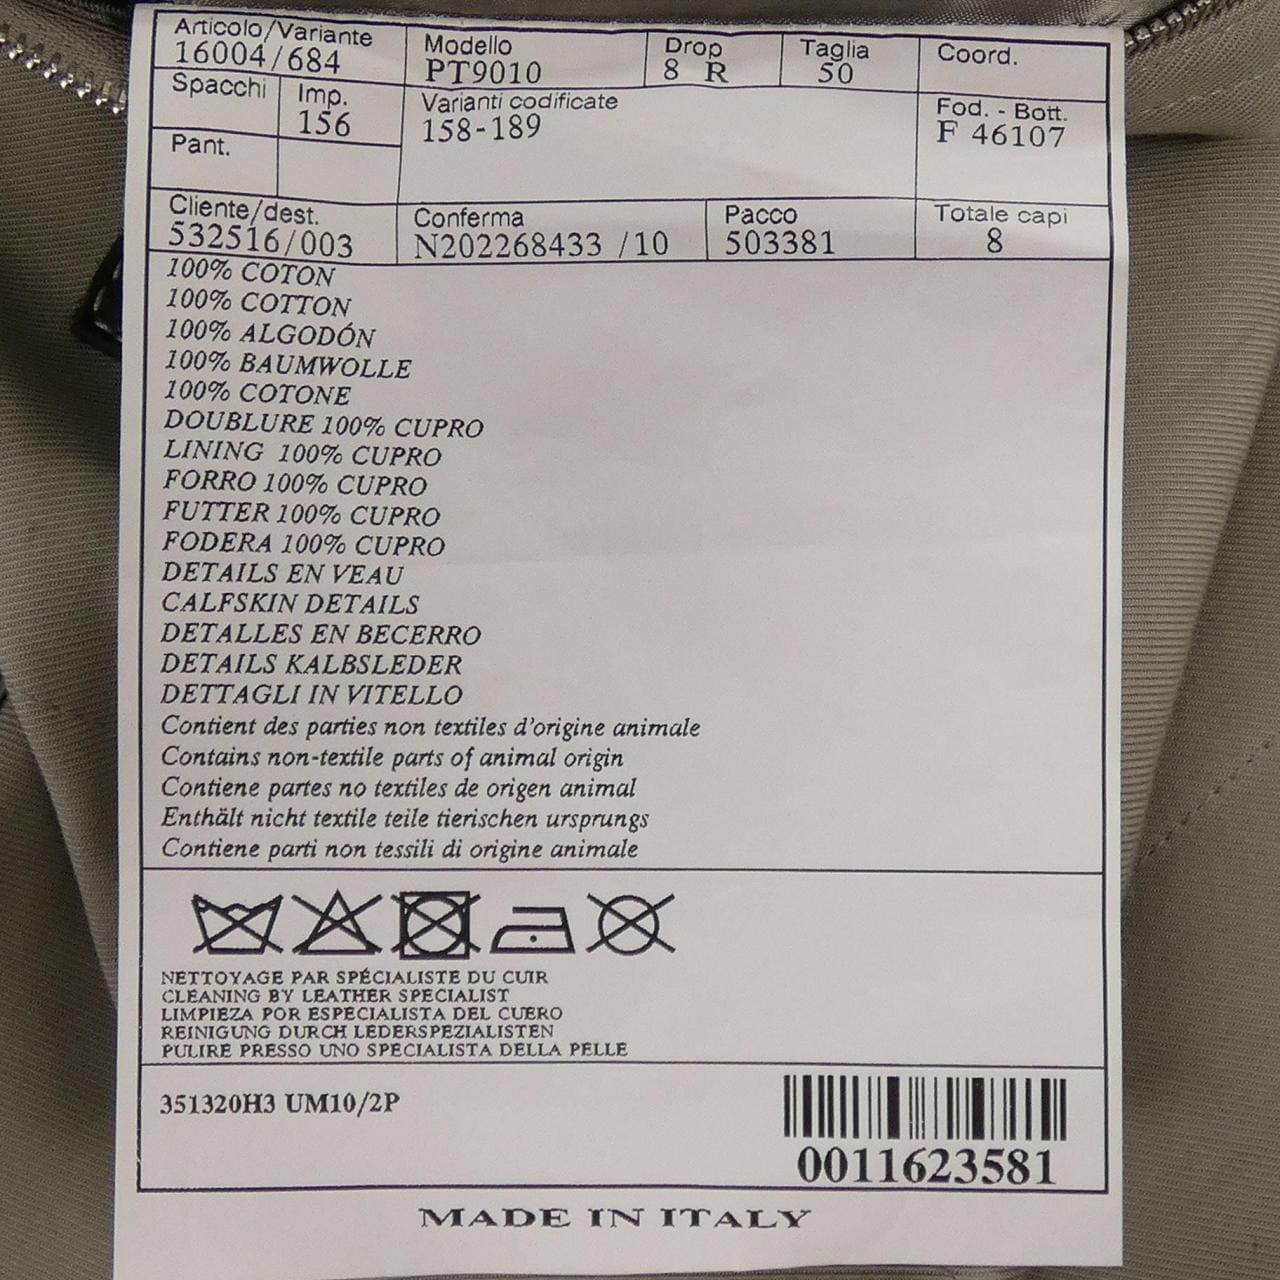 Articolo/Variante Modello Drop Taglia Coord.
16004/684 PT9010 8 R 50
Spacchi Imp. Varianti codificate Fod. - Bott.
156 158-189 F 46107
Pant.
Cliente/dest. Conferma Pacco Totale capi
532516/003 N202268433 /10 503381 8
100% COTON
100% COTTON
100% ALGODÓN
100% BAUMWOLLE
100% COTONE
DOUBLURE 100% CUPRO
LINING 100% CUPRO
FORRO 100% CUPRO
FUTTER 100% CUPRO
FODERA 100% CUPRO
DETAILS EN VEAU
CALFSKIN DETAILS
DETALLES EN BECERRO
DETAILS KALBSLEDER
DETTAGLI IN VITELLO
Contient des parties non textiles d'origine animale
Contains non-textile parts of animal origin
Contiene partes no textiles de origen animal
Enthält nicht textile teile tierischen ursprungs
Contiene parti non tessili di origine animale
NETTOYAGE PAR SPÉCIALISTE DU CUIR
CLEANING BY LEATHER SPECIALIST
LIMPIEZA POR ESPECIALISTA DEL CUERO
REINIGUNG DURCH LEDERSPEZIALISTEN
PULIRE PRESSO UNO SPECIALISTA DELLA PELLE
351320H3 UM10/2P
0011623581
MADE IN ITALY